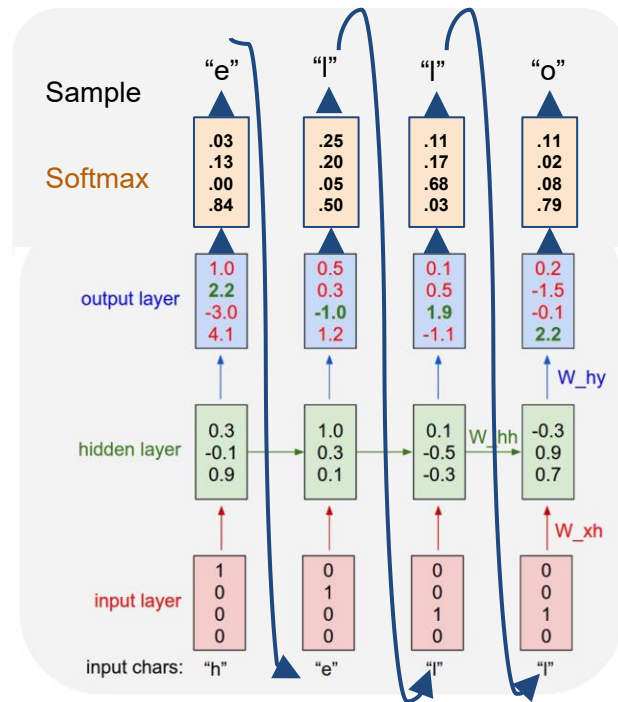 “e” “l” “l” “o”
Sample
.03 .25 .11 .11
.13 .20 .17 .02
Softmax
.00 .05 .68 .08
.84 .50 .03 .79
1.0 0.5 0.1 0.2
2.2 0.3 0.5 -1.5
output layer
-3.0 -1.0 1.9 -0.1
4.1 1.2 -1.1 2.2
W_hy
0.3 1.0 0.1 -0.3
W_hh
hidden layer
-0.1 0.3 -0.5 0.9
0.9 0.1 -0.3 0.7
W_xh
1 0 0 0
0 1 0 0
input layer
0 0 1 1
0 0 0 0
input chars: “h” “e” “l” “l”